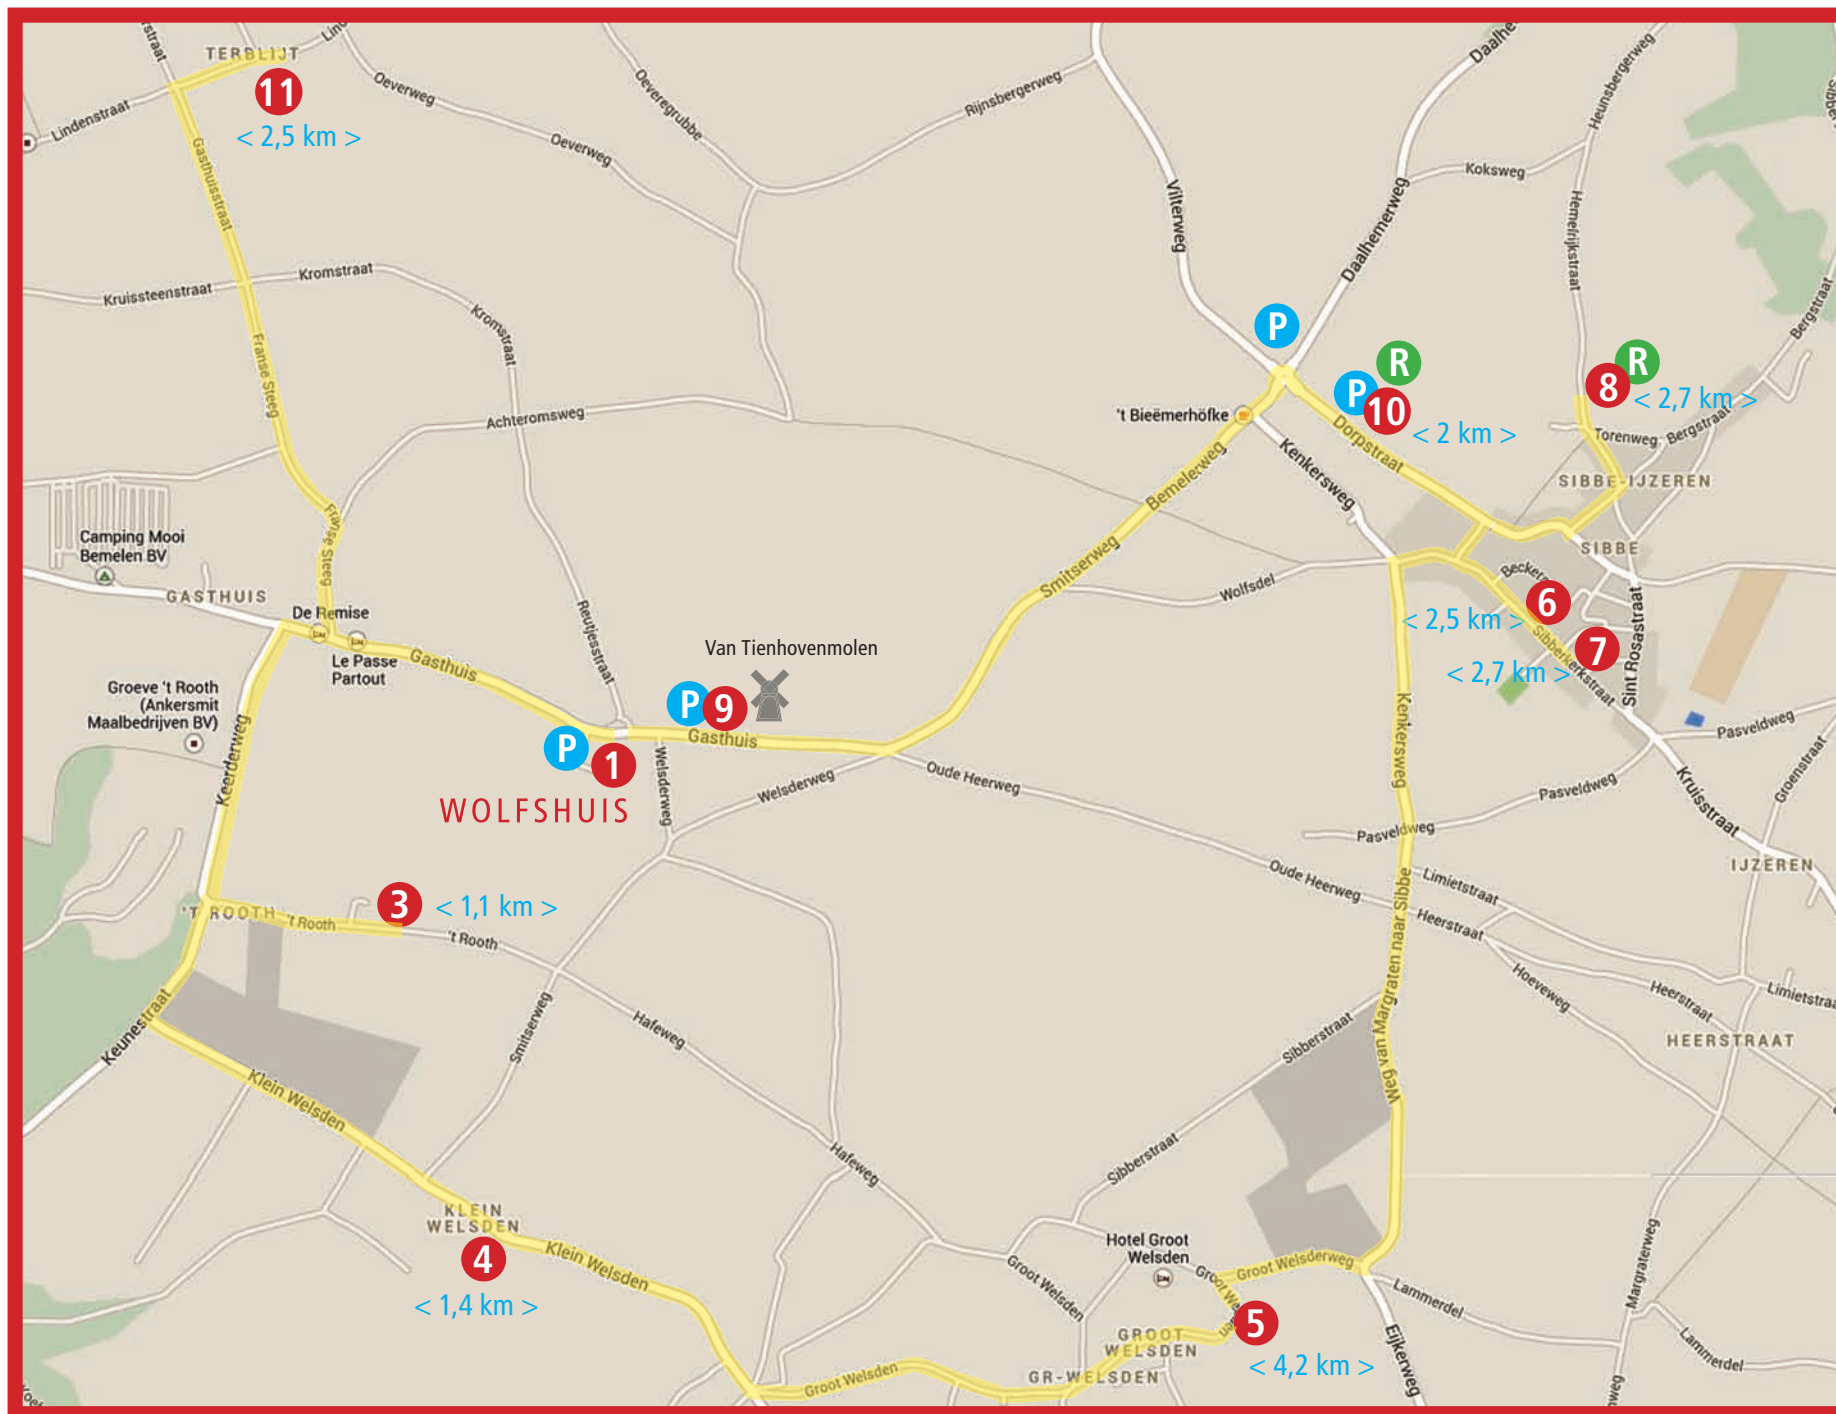 TERBLIJT
11
< 2,5 km >
Lindenstraat
Oeverweg
Oeverweg
Oeveregrubbe
Rijnsbergerweg
Vilterweg
Daalhemerweg
Koksweg
Heunsbergerweg
Hemelrijkstraat
Bergstraat
Gasthuisstraat
Kruissteenstraat
Kromstraat
Kromstraat
Franse Steeg
Achteromsweg
P
R
P
10
< 2 km >
R
8
< 2,7 km >
't Bieëmerhöfke
Dorpstraat
Kenkersweg
Torenweg
Bergstraat
SIBBE-IJZEREN
SIBBE
Bemelerweg
Smitserweg
Wolfsdel
Camping Mooi
Bemelen BV
GASTHUIS
Franse Steeg
De Remise
Le Passe
Partout
Gasthuis
Reutjesstraat
Van Tienhovenmolen
P
9
Gasthuis
P
1
WOLFSHUIS
Welsderweg
Welsderweg
Oude Heerweg
6
< 2,5 km >
7
< 2,7 km >
Sibberkerkstraat
Sint Rosastraat
Kenkersweg
Pasveldweg
Pasveldweg
Pasveldweg
Kruisstraat
Groenstraat
IJZEREN
Groeve 't Rooth
(Ankersmit
Maalbedrijven BV)
Keerderweg
'T ROOTH
't Rooth
3
< 1,1 km >
't Rooth
Oude Heerweg
Limietstraat
Heerstraat
Hoeveweg
Heerstraat
HEERSTRAAT
Weg van Margraten naar Sibbe
Keunestraat
Smitserweg
Hafeweg
Sibberstraat
Klein Welsden
Hafeweg
Sibberstraat
KLEIN
WELSDEN
4
< 1,4 km >
Klein Welsden
Hotel Groot
Welsden
Groot Welsden
Groot Welsderweg
5
< 4,2 km >
GROOT
WELSDEN
GR-WELSDEN
Groot Welsden
Lammerdel
Eijkerweg
Margraterweg
Lammerdel